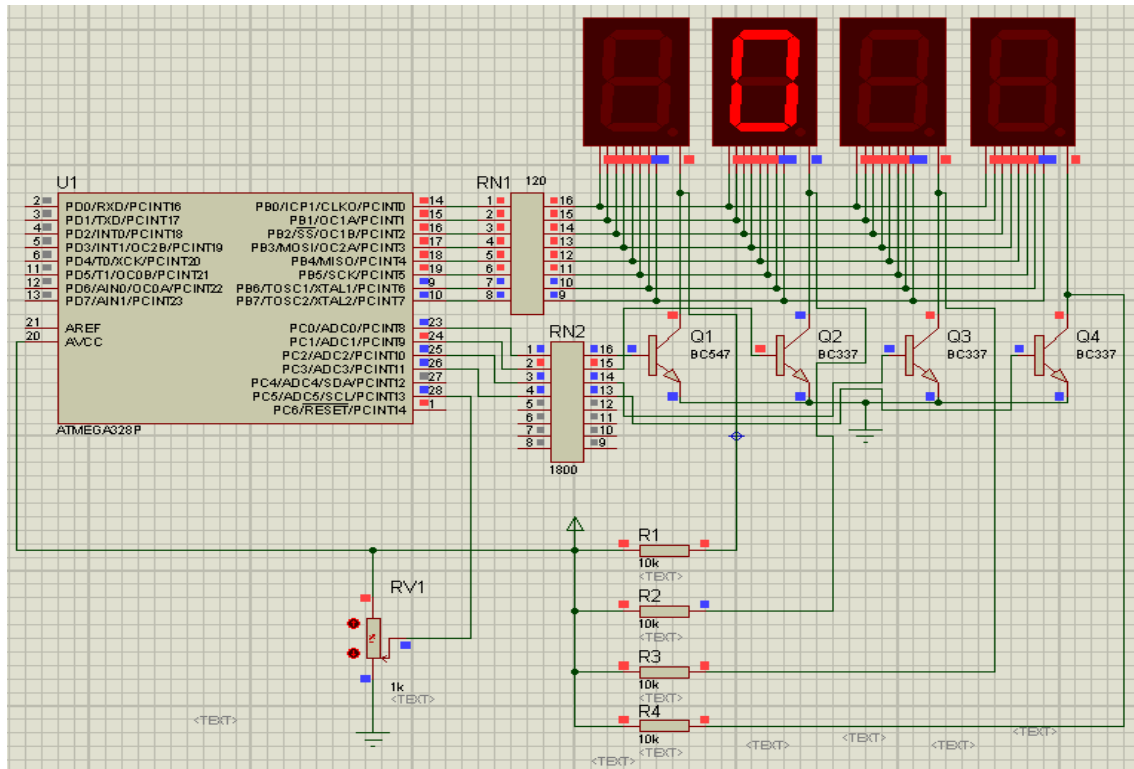 U1
2 PD0/RXD/PCINT16
3 PD1/TXD/PCINT17
4 PD2/INT0/PCINT18
5 PD3/INT1/OC2B/PCINT19
6 PD4/T0/XCK/PCINT20
11 PD5/T1/OC0B/PCINT21
12 PD6/AIN0/OC0A/PCINT22
13 PD7/AIN1/PCINT23
21 AREF
20 AVCC
PB0/ICP1/CLKO/PCINT0 14
PB1/OC1A/PCINT1 15
PB2/SS/OC1B/PCINT2 16
PB3/MOSI/OC2A/PCINT3 17
PB4/MISO/PCINT4 18
PB5/SCK/PCINT5 19
PB6/TOSC1/XTAL1/PCINT6 9
PB7/TOSC2/XTAL2/PCINT7 10
PC0/ADC0/PCINT8 23
PC1/ADC1/PCINT9 24
PC2/ADC2/PCINT10 25
PC3/ADC3/PCINT11 26
PC4/ADC4/SDA/PCINT12 27
PC5/ADC5/SCL/PCINT13 28
PC6/RESET/PCINT14 1
ATMEGA328P
RN1 120
1 16
2 15
3 14
4 13
5 12
6 11
7 10
8 9
RN2
1 16
2 15
3 14
4 13
5 12
6 11
7 10
8 9
1800
0
Q1
BC547
Q2
BC337
Q3
BC337
Q4
BC337
R1
10k
<TEXT>
R2
10k
<TEXT>
R3
10k
<TEXT>
R4
10k
<TEXT>
RV1
1k
<TEXT>
<TEXT>
<TEXT>
<TEXT>
<TEXT>
<TEXT>
<TEXT>